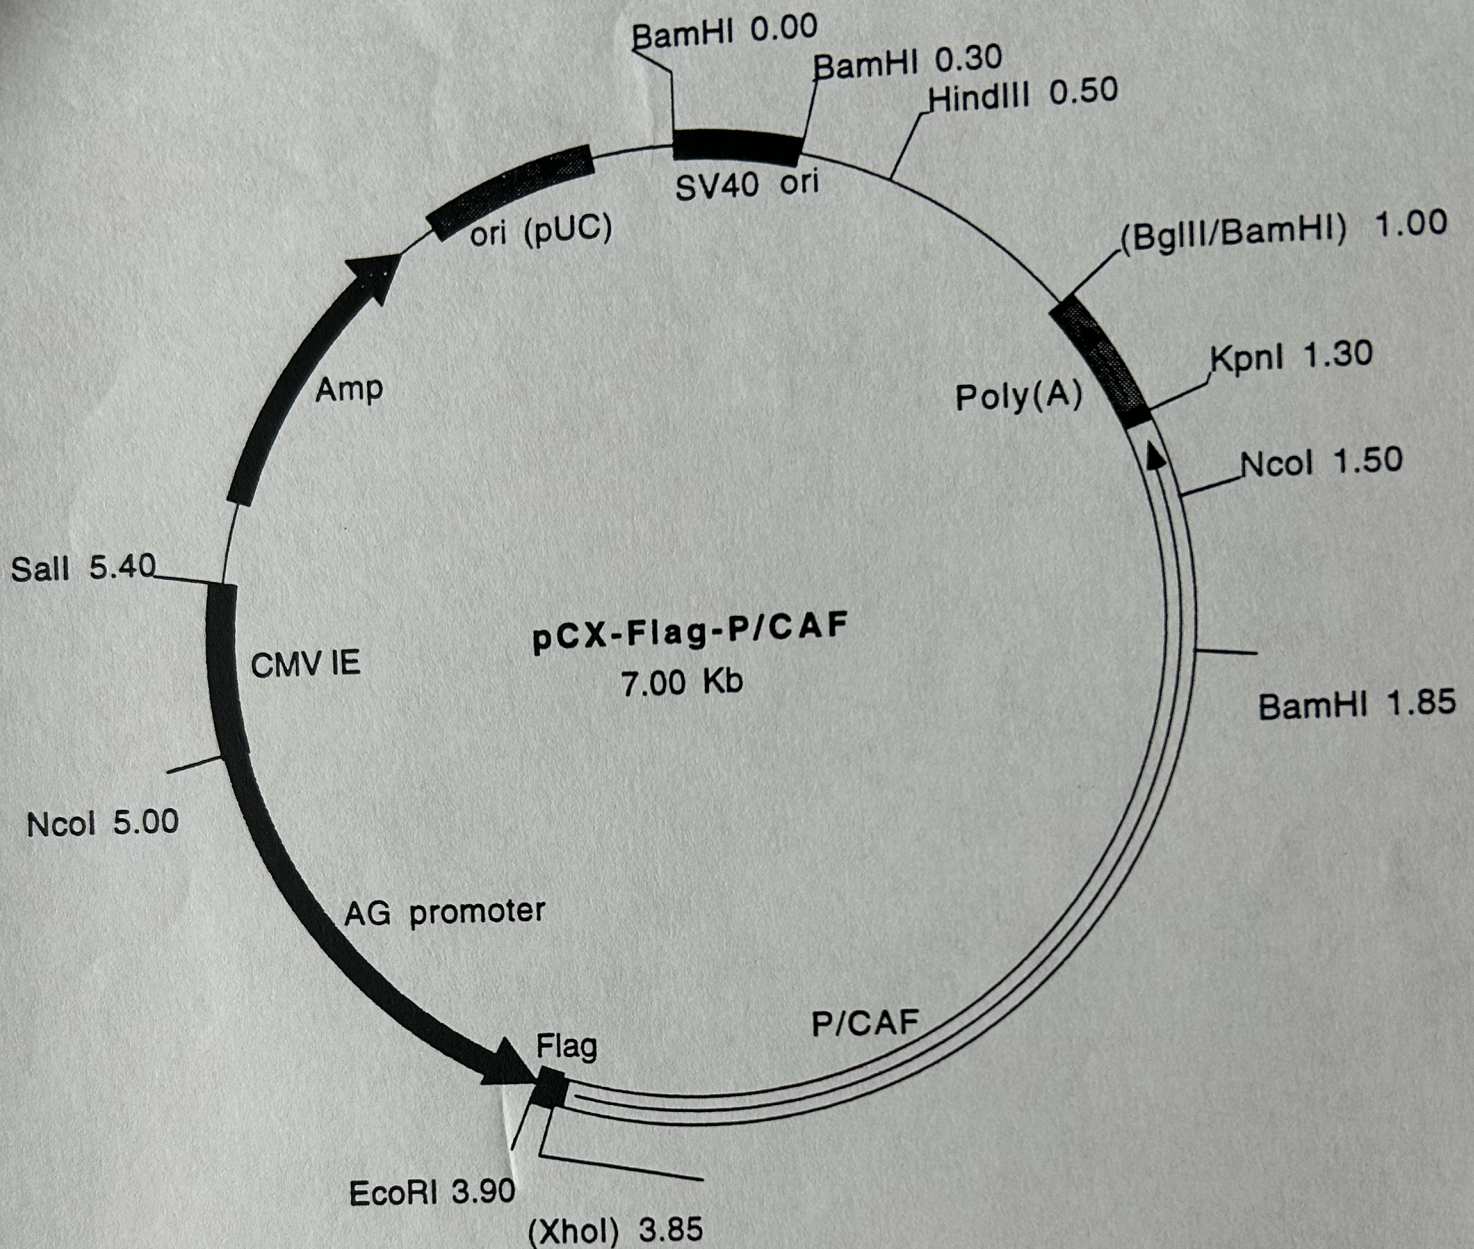 BamHI 0.00
BamHI 0.30
HindIII 0.50
SV40 ori
ori (pUC)
(BglII/BamHI) 1.00
KpnI 1.30
Amp
Poly(A)
NcoI 1.50
SalI 5.40
pCX-Flag-P/CAF
7.00 Kb
CMV IE
BamHI 1.85
NcoI 5.00
AG promoter
P/CAF
Flag
EcoRI 3.90
(XhoI) 3.85